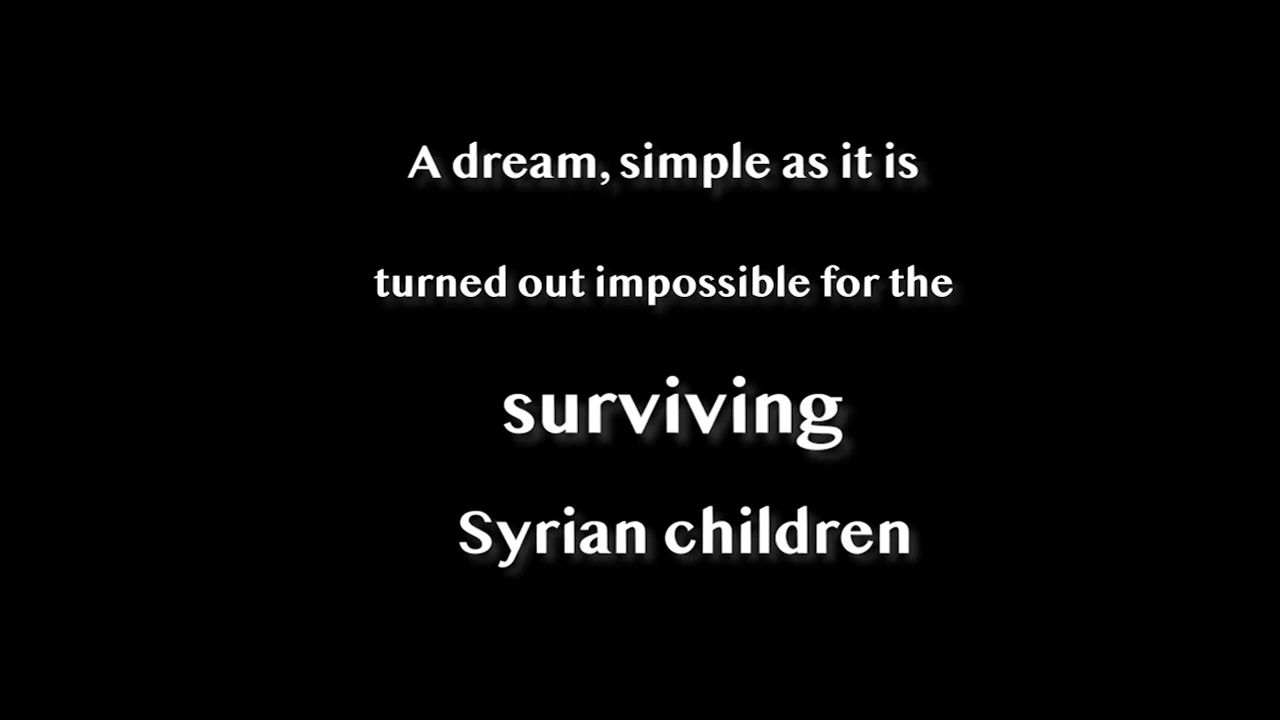 A dream, simple as it is
turned out impossible for the
surviving
Syrian children